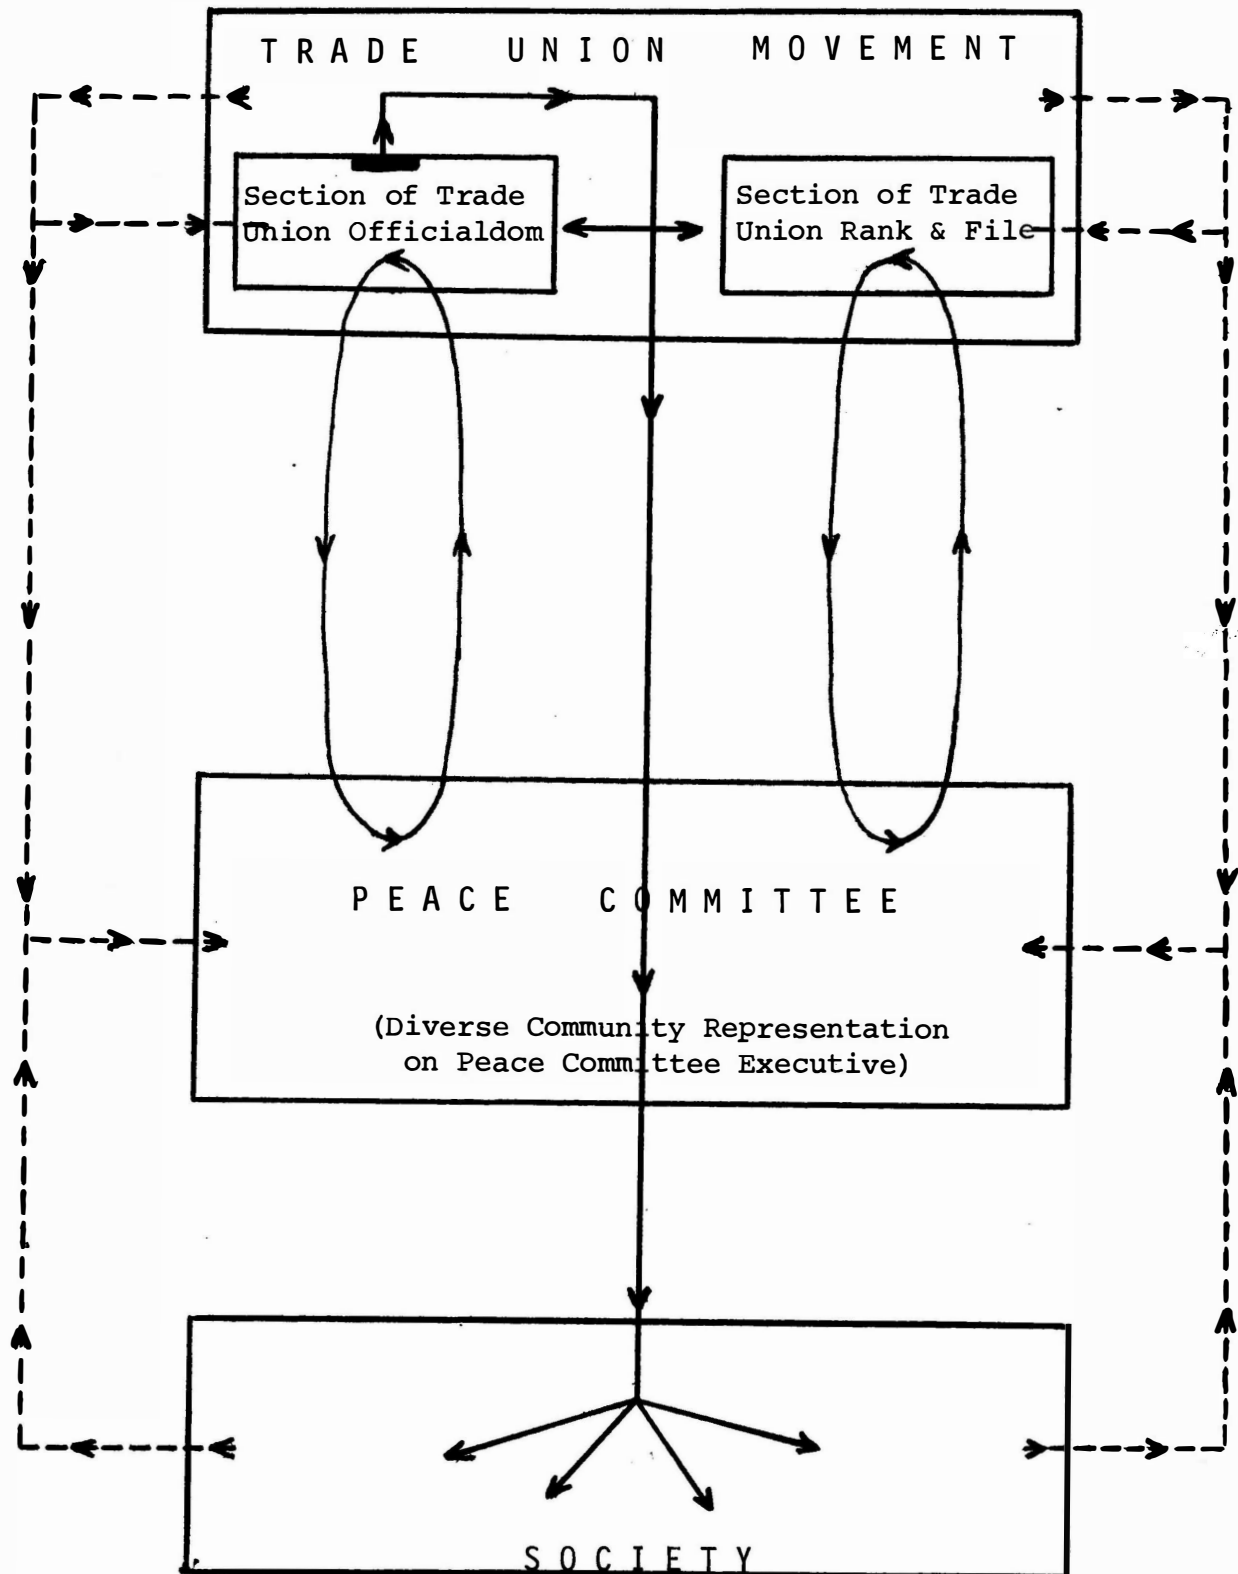 TRADE UNION MOVEMENT
Section of Trade
Union Officialdom
Section of Trade
Union Rank & File
PEACE COMMITTEE
(Diverse Community Representation
on Peace Committee Executive)
SOCIETY